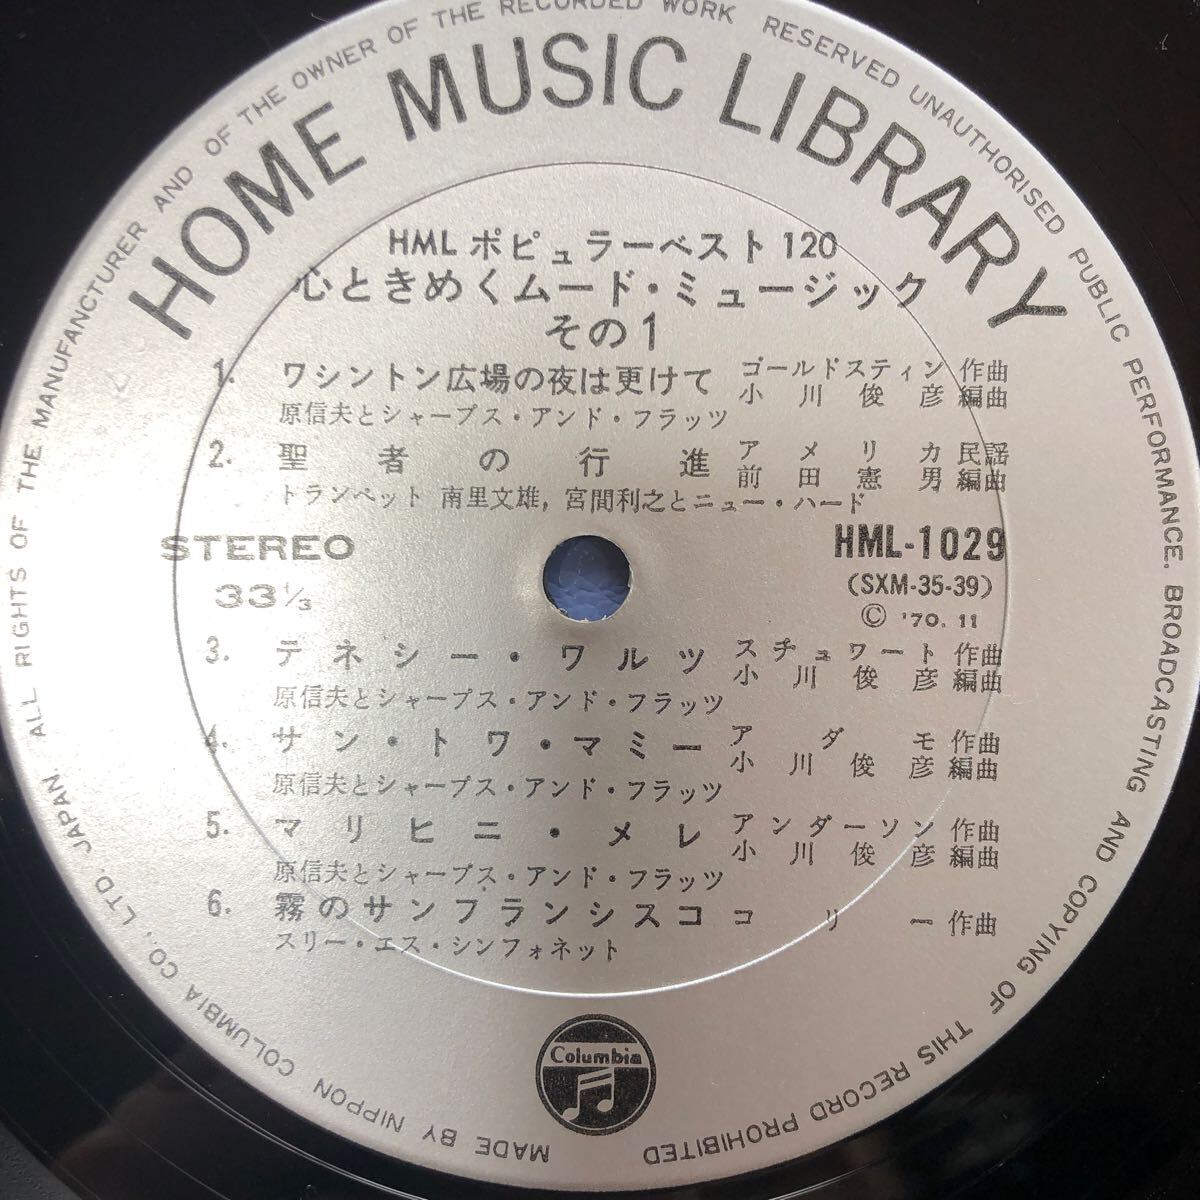 ALL RIGHTS OF THE MANUFANCTURER AND OF THE OWNER OF THE RECORDED WORK RESERVED UNAUTHORISED PUBLIC PERFORMANCE. BROADCASTING AND COPYING OF THIS RECORD PROHIBITED
HOME MUSIC LIBRARY
HML ポピュラーベスト 120
心ときめくムード・ミュージック
その1
1. ワシントン広場の夜は更けて ゴールドスティン 作曲
小川俊彦 編曲
原信夫とシャープス・アンド・フラッツ
2. 聖者の行進 アメリカ民謡
前田憲男 編曲
トランペット 南里文雄, 宮間利之とニュー・ハード
STEREO
33⅓
HML-1029
(SXM-35-39)
Ⓒ '70. 11
3. テネシー・ワルツ スチュワート 作曲
小川俊彦 編曲
原信夫とシャープス・アンド・フラッツ
4. サン・トワ・マミー アダモ 作曲
小川俊彦 編曲
原信夫とシャープス・アンド・フラッツ
5. マリヒニ・メレ アンダーソン 作曲
小川俊彦 編曲
原信夫とシャープス・アンド・フラッツ
6. 霧のサンフランシスコ コリー 作曲
スリー・エス・シンフォネット
Columbia
MADE BY NIPPON COLUMBIA CO., LTD. JAPAN.